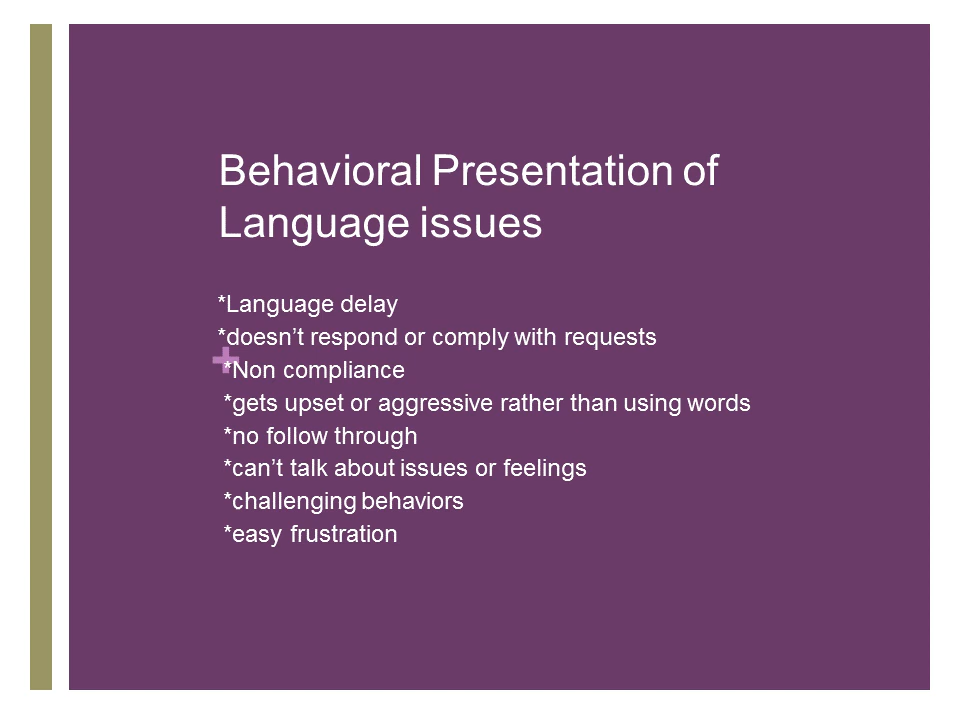 Behavioral Presentation of
Language issues
*Language delay
*doesn’t respond or comply with requests
+
*Non compliance
*gets upset or aggressive rather than using words
*no follow through
*can’t talk about issues or feelings
*challenging behaviors
*easy frustration